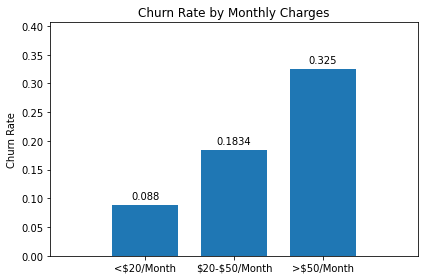 Churn Rate by Monthly Charges
Churn Rate
0.40
0.35
0.30
0.25
0.20
0.15
0.10
0.05
0.00
0.088
0.1834
0.325
<$20/Month
$20-$50/Month
>$50/Month